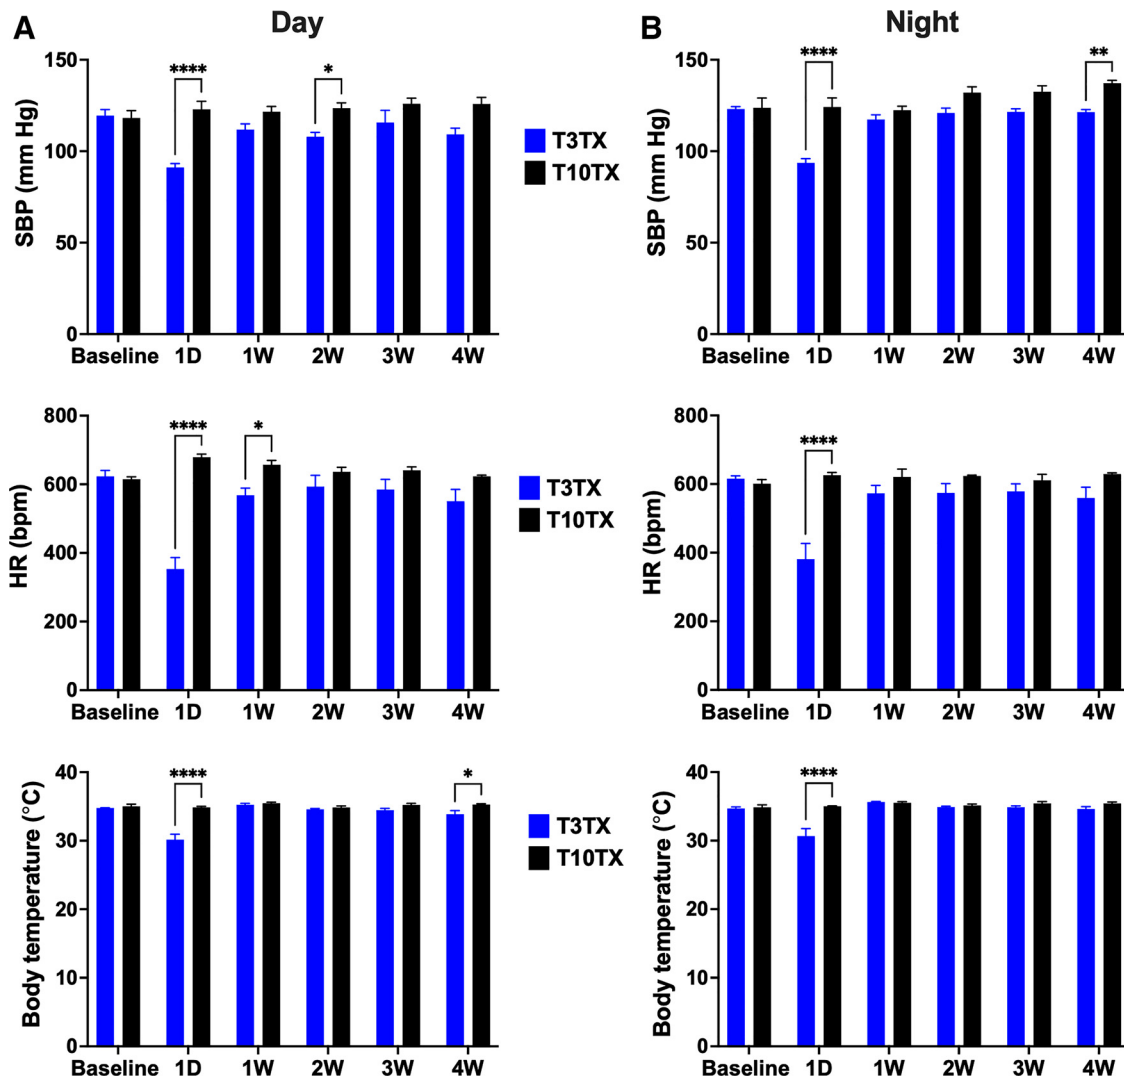 A
Day
B
Night
150
100
50
0
SBP (mm Hg)
****
*
Baseline 1D 1W 2W 3W 4W
T3TX
T10TX
150
100
50
0
SBP (mm Hg)
****
**
Baseline 1D 1W 2W 3W 4W
800
600
400
200
0
HR (bpm)
****
*
Baseline 1D 1W 2W 3W 4W
T3TX
T10TX
800
600
400
200
0
HR (bpm)
****
Baseline 1D 1W 2W 3W 4W
40
30
20
10
0
Body temperature (°C)
****
*
Baseline 1D 1W 2W 3W 4W
T3TX
T10TX
40
30
20
10
0
Body temperature (°C)
****
Baseline 1D 1W 2W 3W 4W